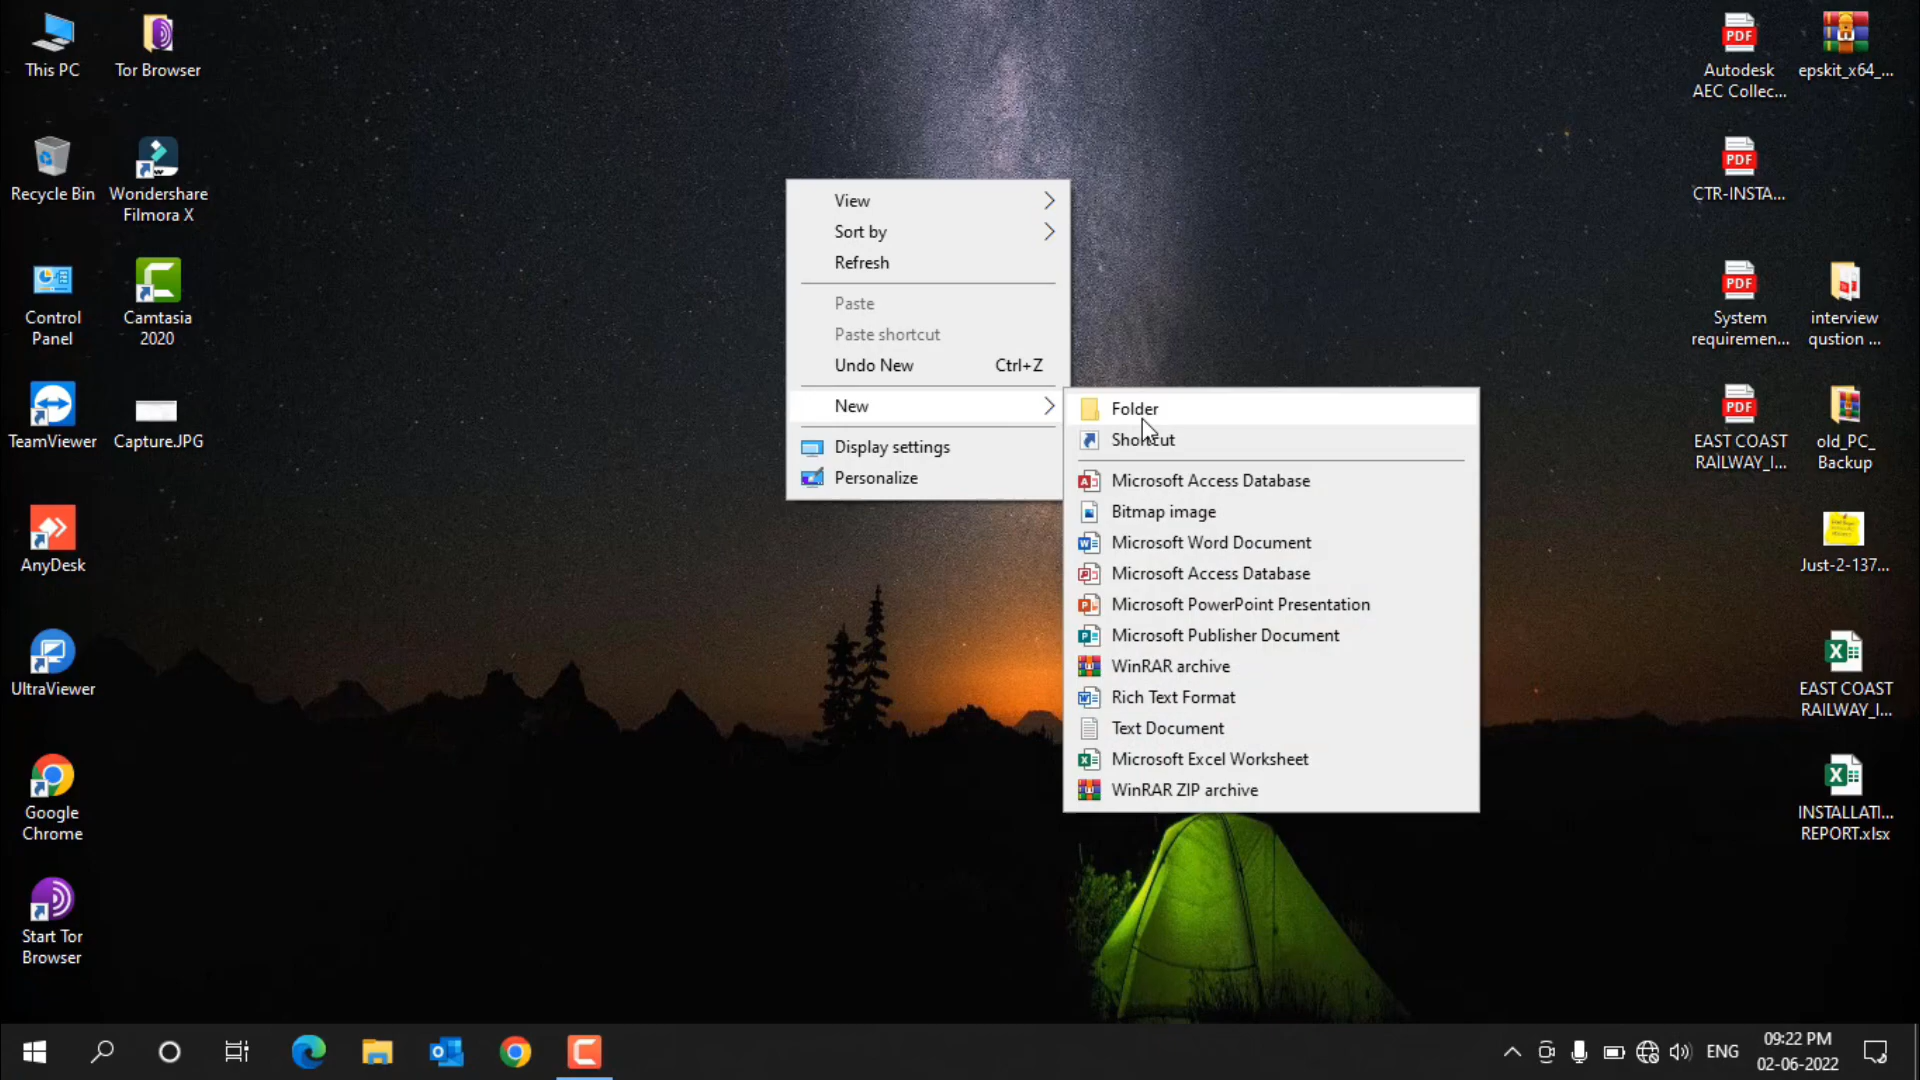 This PC
Tor Browser
Recycle Bin
Wondershare
Filmora X
Control
Panel
Camtasia
2020
TeamViewer
Capture.JPG
AnyDesk
UltraViewer
Google
Chrome
Start Tor
Browser
View
Sort by
Refresh
Paste
Paste shortcut
Undo New Ctrl+Z
New
Display settings
Personalize
Folder
Shortcut
Microsoft Access Database
Bitmap image
Microsoft Word Document
Microsoft Access Database
Microsoft PowerPoint Presentation
Microsoft Publisher Document
WinRAR archive
Rich Text Format
Text Document
Microsoft Excel Worksheet
WinRAR ZIP archive
PDF
Autodesk
AEC Collec...
epskit_x64_...
PDF
CTR-INSTA...
PDF
System
requiremen...
interview
qustion ...
PDF
EAST COAST
RAILWAY_I...
old_PC_
Backup
Just-2-137...
EAST COAST
RAILWAY_I...
INSTALLATI...
REPORT.xlsx
ENG
09:22 PM
02-06-2022